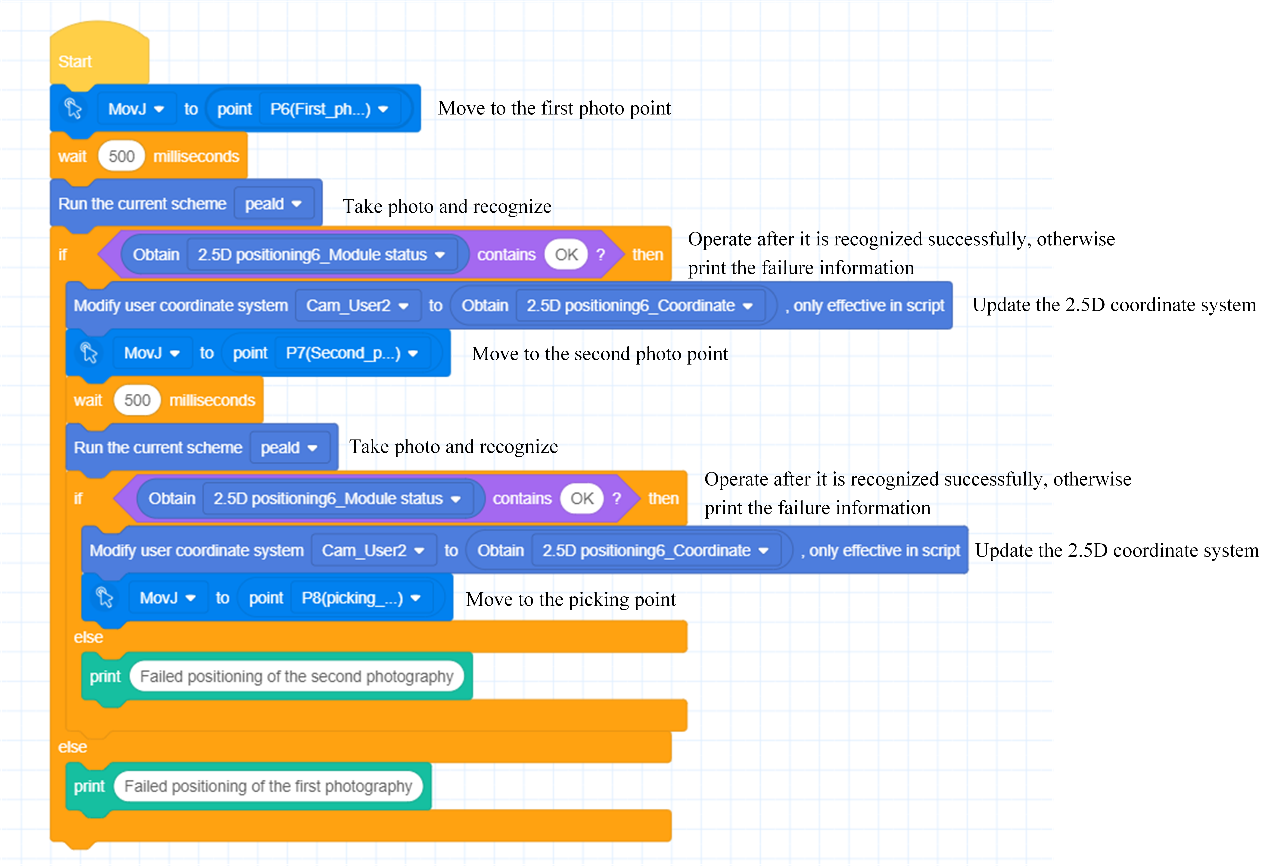 Start
MovJ to point P6(First_ph...) Move to the first photo point
wait 500 milliseconds
Run the current scheme peald Take photo and recognize
if Obtain 2.5D positioning6_Module status contains OK ? then
Operate after it is recognized successfully, otherwise
print the failure information
Modify user coordinate system Cam_User2 to Obtain 2.5D positioning6_Coordinate , only effective in script Update the 2.5D coordinate system
MovJ to point P7(Second_p...) Move to the second photo point
wait 500 milliseconds
Run the current scheme peald Take photo and recognize
if Obtain 2.5D positioning6_Module status contains OK ? then
Operate after it is recognized successfully, otherwise
print the failure information
Modify user coordinate system Cam_User2 to Obtain 2.5D positioning6_Coordinate , only effective in script Update the 2.5D coordinate system
MovJ to point P8(picking_...) Move to the picking point
else
print Failed positioning of the second photography
else
print Failed positioning of the first photography